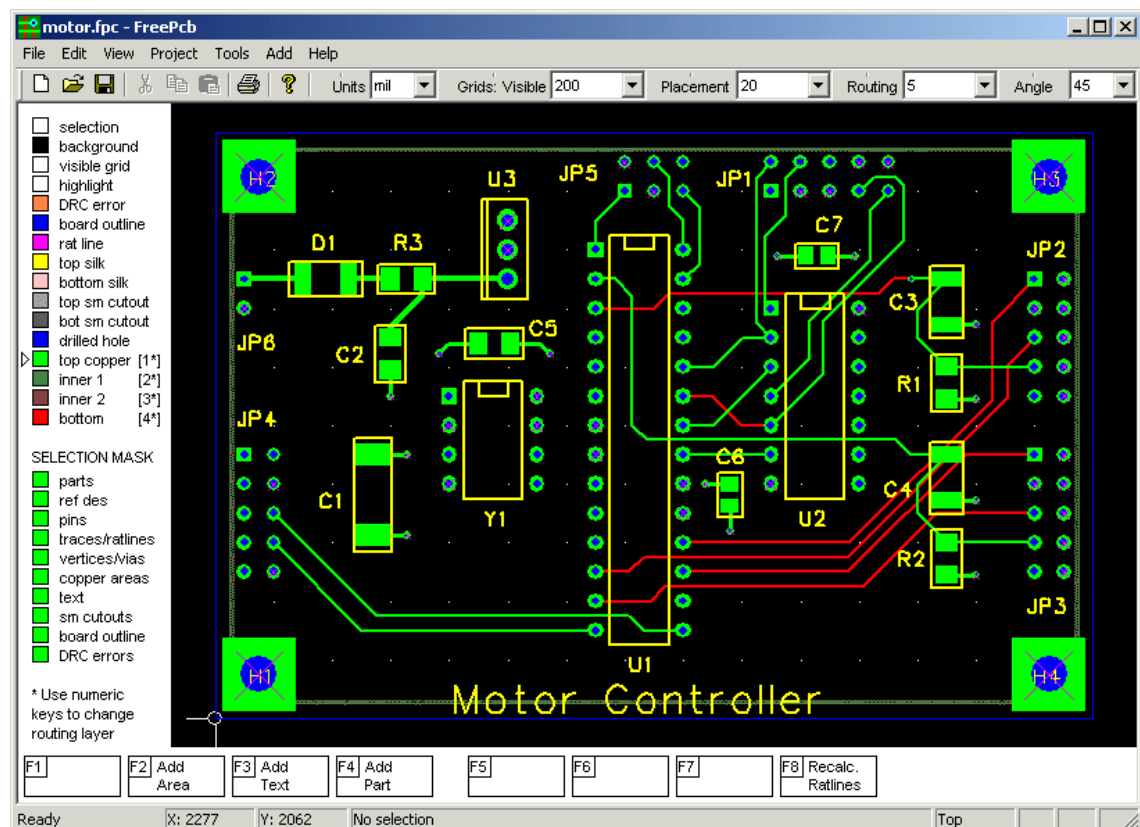 motor.fpc - FreePcb
File Edit View Project Tools Add Help
Units mil Grids: Visible 200 Placement 20 Routing 5 Angle 45
selection
background
visible grid
highlight
DRC error
board outline
rat line
top silk
bottom silk
top sm cutout
bot sm cutout
drilled hole
top copper [1*]
inner 1 [2*]
inner 2 [3*]
bottom [4*]
SELECTION MASK
parts
ref des
pins
traces/ratlines
vertices/vias
copper areas
text
sm cutouts
board outline
DRC errors
* Use numeric
keys to change
routing layer
H2 U3 JP5 JP1 H3
D1 R3 C7 JP2
C3
JP6 C2 C5
R1
JP4
C6
C1 Y1 U2 C4
R2
JP3
H1 U1 H4
Motor Controller
F1
F2 Add
Area
F3 Add
Text
F4 Add
Part
F5
F6
F7
F8 Recalc.
Ratlines
Ready X: 2277 Y: 2062 No selection Top